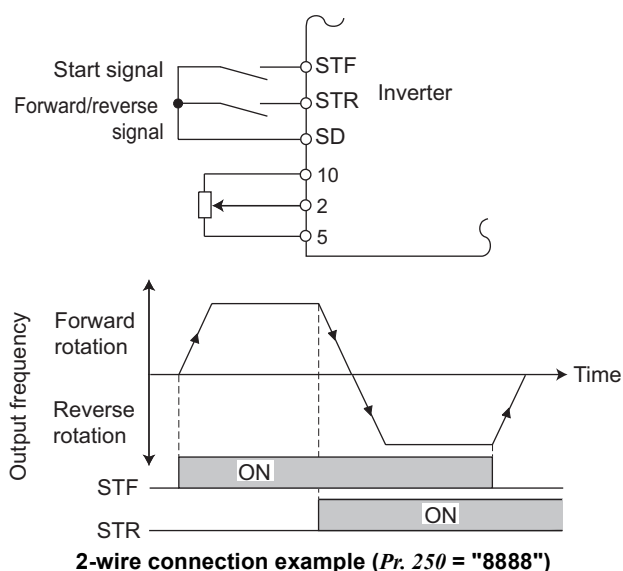 Start signal
STF
Forward/reverse
signal
STR
Inverter
SD
10
2
5
Output frequency
Forward
rotation
Time
Reverse
rotation
ON
STF
ON
STR
2-wire connection example (Pr. 250 = "8888")